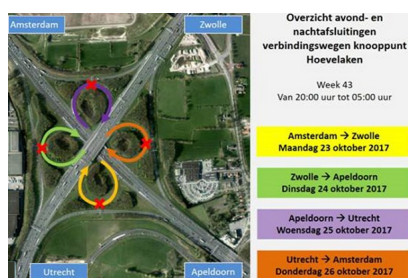 Amsterdam
Zwolle
Utrecht
Apeldoorn
Overzicht avond- en
nachtafsluitingen
verbindingswegen knooppunt
Hoevelaken
Week 43
Van 20:00 uur tot 05:00 uur
Amsterdam → Zwolle
Maandag 23 oktober 2017
Zwolle → Apeldoorn
Dinsdag 24 oktober 2017
Apeldoorn → Utrecht
Woensdag 25 oktober 2017
Utrecht → Amsterdam
Donderdag 26 oktober 2017